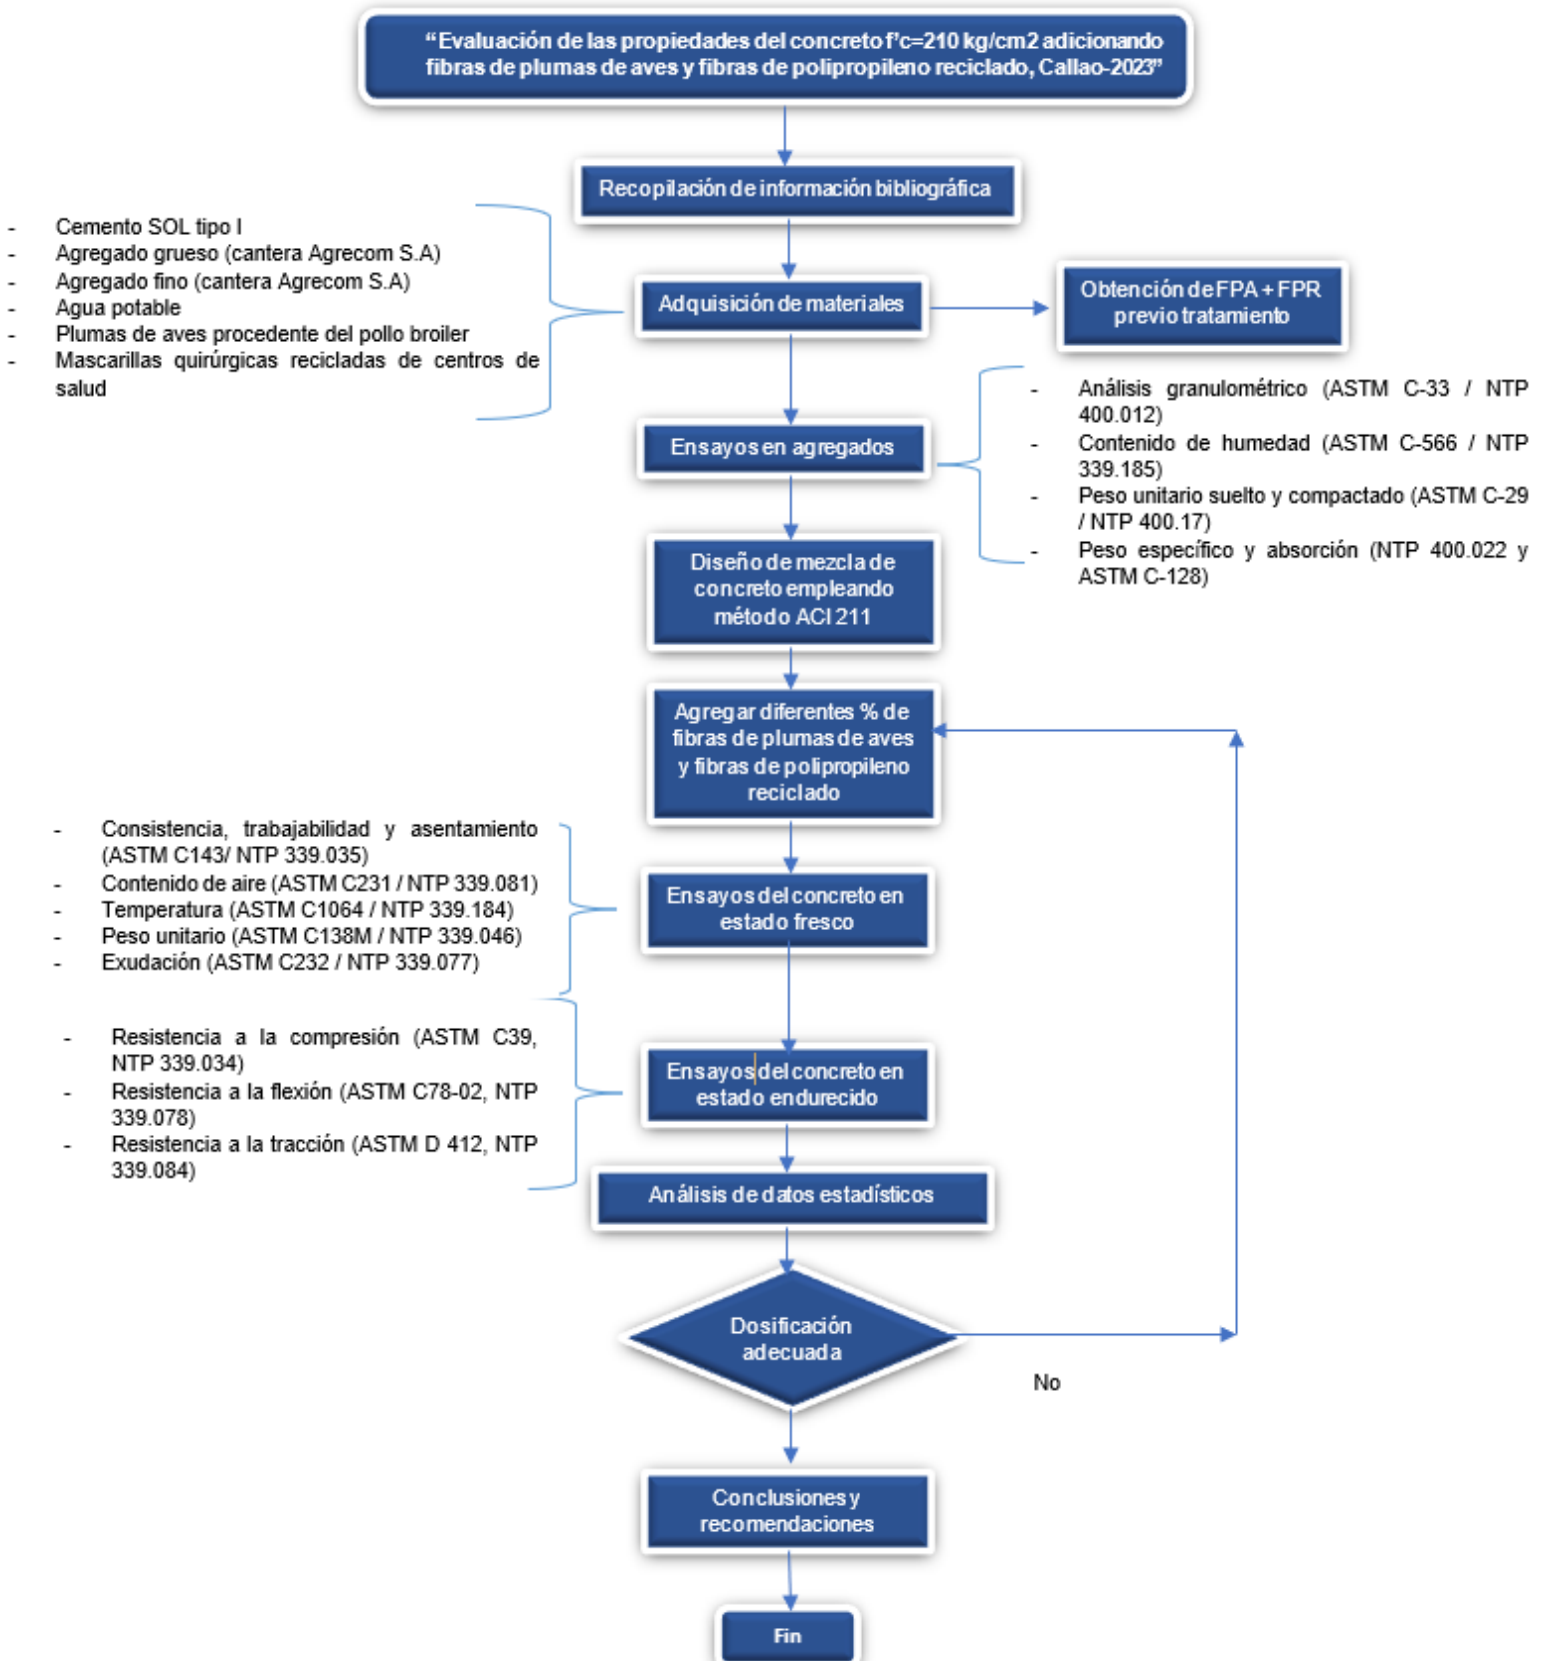 “Evaluación de las propiedades del concreto f’c=210 kg/cm2 adicionando
fibras de plumas de aves y fibras de polipropileno reciclado, Callao-2023”
Recopilación de información bibliográfica
- Cemento SOL tipo I
- Agregado grueso (cantera Agrecom S.A)
- Agregado fino (cantera Agrecom S.A)
- Agua potable
- Plumas de aves procedente del pollo broiler
- Mascarillas quirúrgicas recicladas de centros de
salud
Adquisición de materiales
Obtención de FPA + FPR
previo tratamiento
Ensayos en agregados
- Análisis granulométrico (ASTM C-33 / NTP
400.012)
- Contenido de humedad (ASTM C-566 / NTP
339.185)
- Peso unitario suelto y compactado (ASTM C-29
/ NTP 400.17)
- Peso específico y absorción (NTP 400.022 y
ASTM C-128)
Diseño de mezcla de
concreto empleando
método ACI 211
Agregar diferentes % de
fibras de plumas de aves
y fibras de polipropileno
reciclado
- Consistencia, trabajabilidad y asentamiento
(ASTM C143/ NTP 339.035)
- Contenido de aire (ASTM C231 / NTP 339.081)
- Temperatura (ASTM C1064 / NTP 339.184)
- Peso unitario (ASTM C138M / NTP 339.046)
- Exudación (ASTM C232 / NTP 339.077)
Ensayos del concreto en
estado fresco
- Resistencia a la compresión (ASTM C39,
NTP 339.034)
- Resistencia a la flexión (ASTM C78-02, NTP
339.078)
- Resistencia a la tracción (ASTM D 412, NTP
339.084)
Ensayos del concreto en
estado endurecido
Análisis de datos estadísticos
Dosificación
adecuada
No
Conclusiones y
recomendaciones
Fin